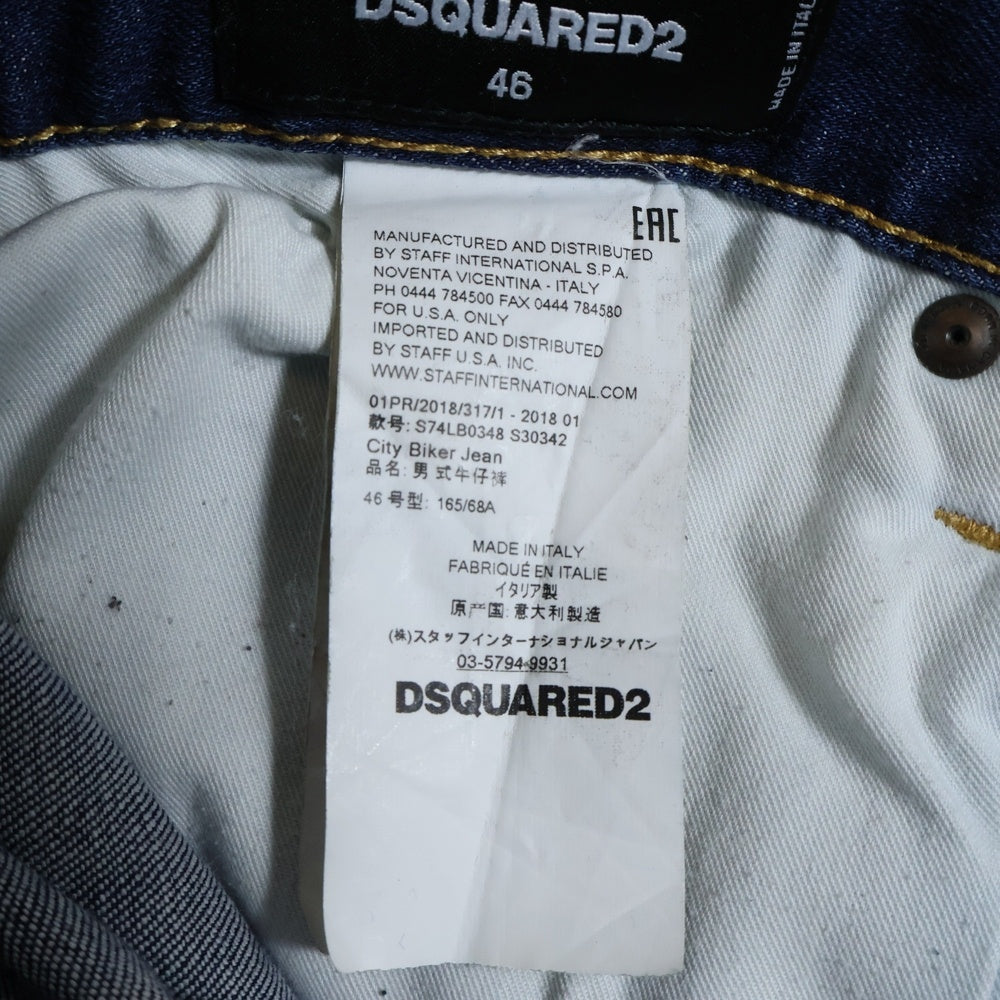 DSQUARED2
46
MADE IN ITALY
EAC
MANUFACTURED AND DISTRIBUTED
BY STAFF INTERNATIONAL S.P.A.
NOVENTA VICENTINA - ITALY
PH 0444 784500 FAX 0444 784580
FOR U.S.A. ONLY
IMPORTED AND DISTRIBUTED
BY STAFF U.S.A. INC.
WWW.STAFFINTERNATIONAL.COM
01PR/2018/317/1 - 2018 01
款号: S74LB0348 S30342
City Biker Jean
品名: 男式牛仔裤
46 号型: 165/68A
MADE IN ITALY
FABRIQUÉ EN ITALIE
イタリア製
原产国: 意大利製造
(株)スタッフインターナショナルジャパン
03-5794-9931
DSQUARED2